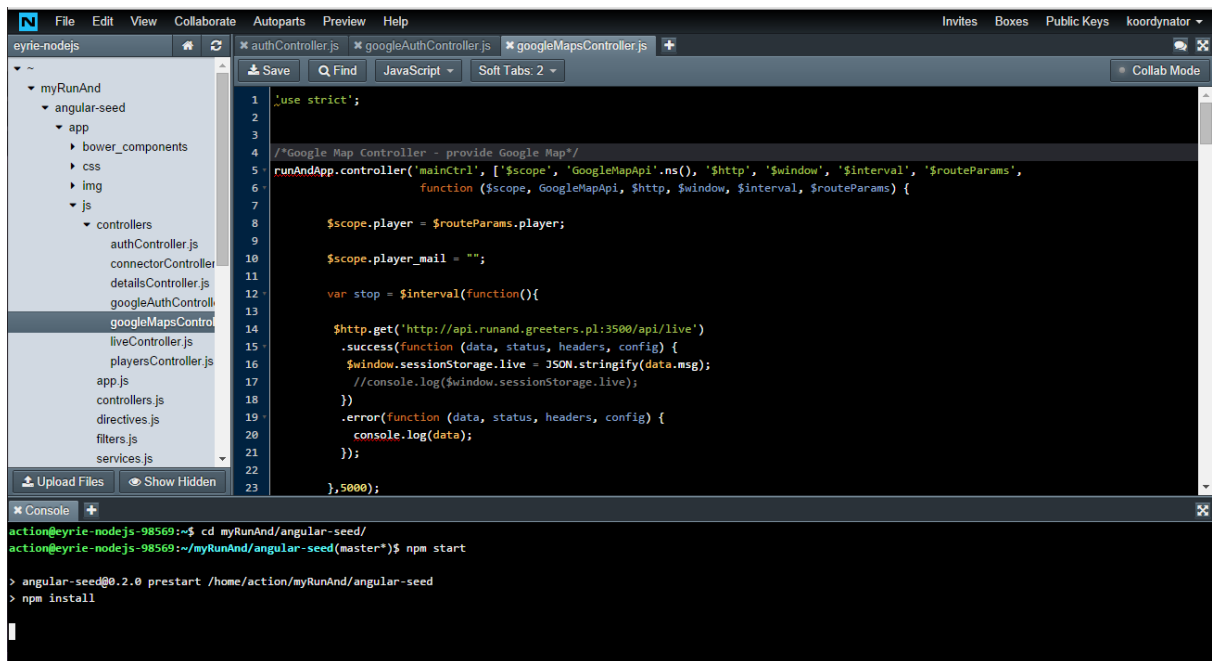 N File Edit View Collaborate Autoparts Preview Help Invites Boxes Public Keys koordynator
eyrie-nodejs
authController.js googleAuthController.js googleMapsController.js
Save Find JavaScript Soft Tabs: 2 Collab Mode
~
myRunAnd
angular-seed
app
bower_components
css
img
js
controllers
authController.js
connectorController
detailsController.js
googleAuthControll
googleMapsControl
liveController.js
playersController.js
app.js
controllers.js
directives.js
filters.js
services.js
Upload Files Show Hidden
1 'use strict';
2
3
4 /*Google Map Controller - provide Google Map*/
5 runAndApp.controller('mainCtrl', ['$scope', 'GoogleMapApi'.ns(), '$http', '$window', '$interval', '$routeParams',
6 function ($scope, GoogleMapApi, $http, $window, $interval, $routeParams) {
7
8 $scope.player = $routeParams.player;
9
10 $scope.player_mail = "";
11
12 var stop = $interval(function(){
13
14 $http.get('http://api.runand.greeters.pl:3500/api/live')
15 .success(function (data, status, headers, config) {
16 $window.sessionStorage.live = JSON.stringify(data.msg);
17 //console.log($window.sessionStorage.live);
18 })
19 .error(function (data, status, headers, config) {
20 console.log(data);
21 });
22
23 },5000);
Console
action@eyrie-nodejs-98569:~$ cd myRunAnd/angular-seed/
action@eyrie-nodejs-98569:~/myRunAnd/angular-seed(master*)$ npm start
> angular-seed@0.2.0 prestart /home/action/myRunAnd/angular-seed
> npm install